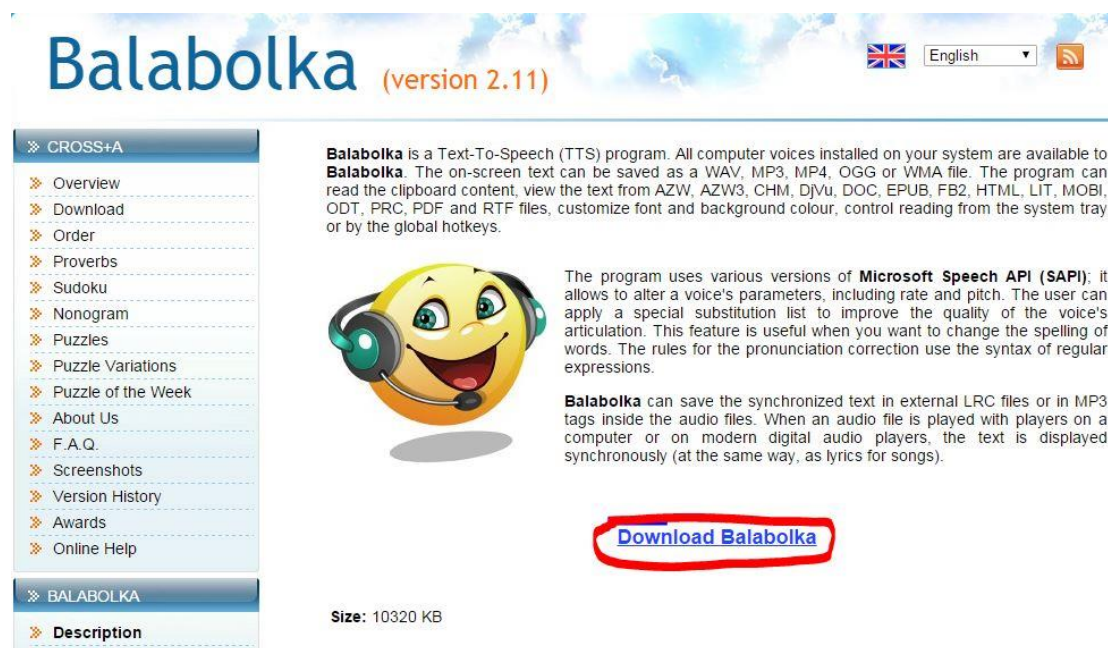 Balabolka (version 2.11)
English
CROSS+A
Overview
Download
Order
Proverbs
Sudoku
Nonogram
Puzzles
Puzzle Variations
Puzzle of the Week
About Us
F.A.Q.
Screenshots
Version History
Awards
Online Help
BALABOLKA
Description
Balabolka is a Text-To-Speech (TTS) program. All computer voices installed on your system are available to
Balabolka. The on-screen text can be saved as a WAV, MP3, MP4, OGG or WMA file. The program can
read the clipboard content, view the text from AZW, AZW3, CHM, DjVu, DOC, EPUB, FB2, HTML, LIT, MOBI,
ODT, PRC, PDF and RTF files, customize font and background colour, control reading from the system tray
or by the global hotkeys.
The program uses various versions of Microsoft Speech API (SAPI); it
allows to alter a voice's parameters, including rate and pitch. The user can
apply a special substitution list to improve the quality of the voice's
articulation. This feature is useful when you want to change the spelling of
words. The rules for the pronunciation correction use the syntax of regular
expressions.
Balabolka can save the synchronized text in external LRC files or in MP3
tags inside the audio files. When an audio file is played with players on a
computer or on modern digital audio players, the text is displayed
synchronously (at the same way, as lyrics for songs).
Download Balabolka
Size: 10320 KB